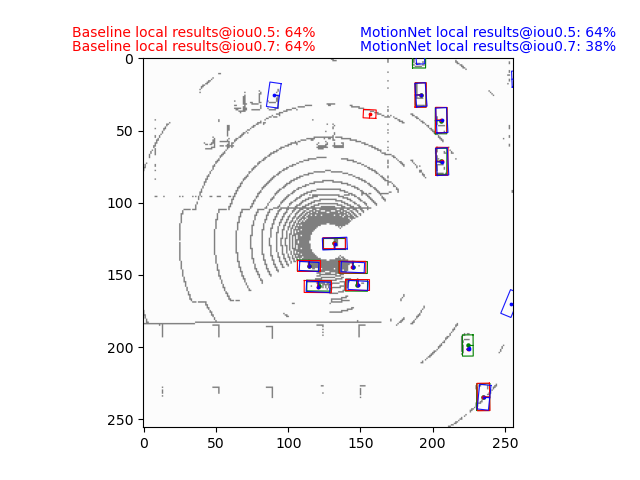 Baseline local results@iou0.5: 64%
MotionNet local results@iou0.5: 64%
Baseline local results@iou0.7: 64%
MotionNet local results@iou0.7: 38%
0
50
100
150
200
250
0 50 100 150 200 250